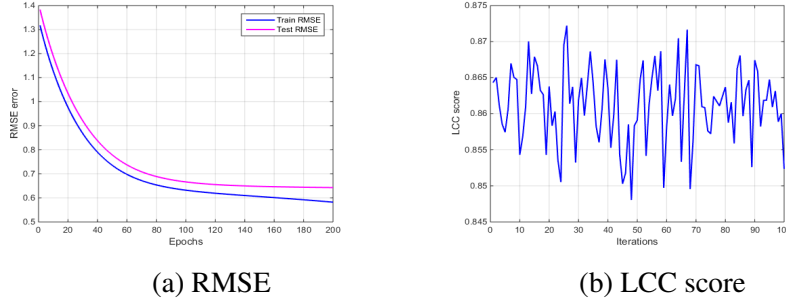 1.4
1.3
1.2
1.1
1
0.9
0.8
0.7
0.6
0.5
RMSE error
0 20 40 60 80 100 120 140 160 180 200
Epochs
Train RMSE
Test RMSE
(a) RMSE
0.875
0.87
0.865
0.86
0.855
0.85
0.845
LCC score
0 10 20 30 40 50 60 70 80 90 100
Iterations
(b) LCC score